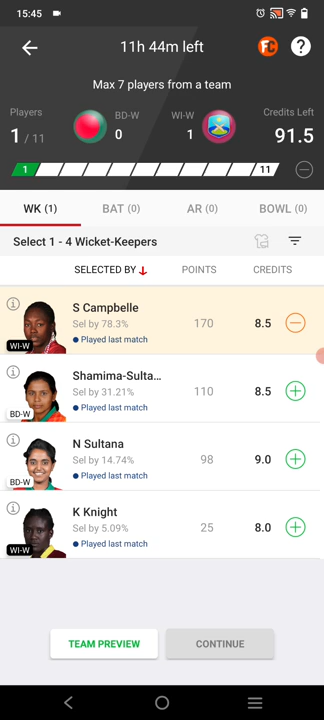 15:45
11h 44m left
FC
?
Max 7 players from a team
Players
1 / 11
BD-W
0
WI-W
1
Credits Left
91.5
1
11
WK (1)
BAT (0)
AR (0)
BOWL (0)
Select 1 - 4 Wicket-Keepers
SELECTED BY
POINTS
CREDITS
S Campbelle
Sel by 78.3%
Played last match
170
8.5
WI-W
Shamima-Sulta...
Sel by 31.21%
Played last match
110
8.5
BD-W
N Sultana
Sel by 14.74%
Played last match
98
9.0
BD-W
K Knight
Sel by 5.09%
Played last match
25
8.0
WI-W
TEAM PREVIEW
CONTINUE